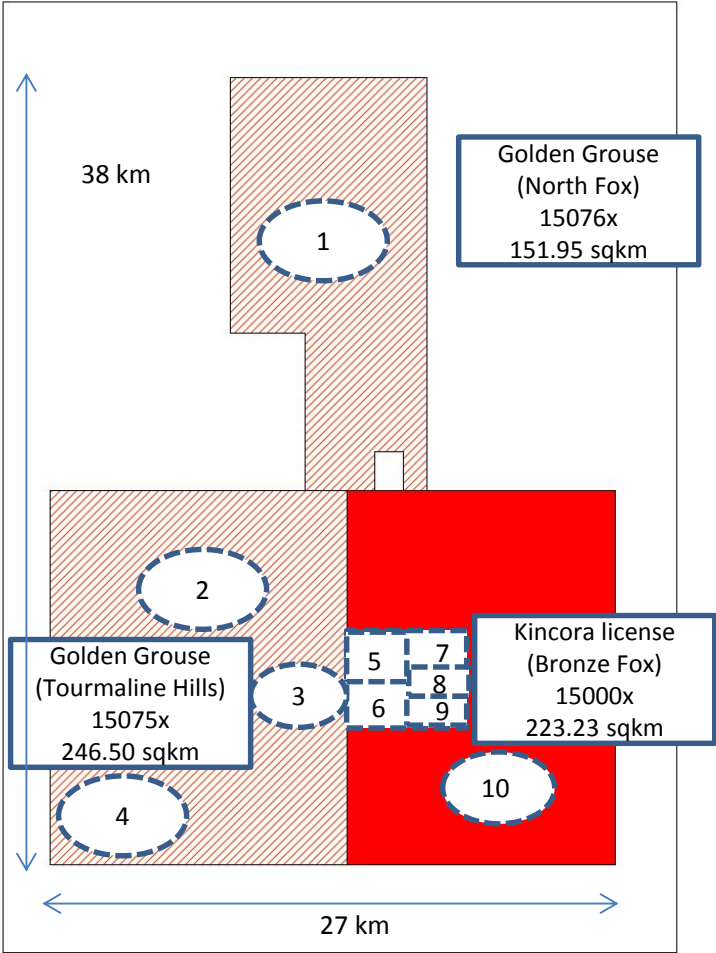 38 km
Golden Grouse
(North Fox)
15076x
151.95 sqkm
1
2
Golden Grouse
(Tourmaline Hills)
15075x
246.50 sqkm
3
4
5
6
7
8
9
Kincora license
(Bronze Fox)
15000x
223.23 sqkm
10
27 km